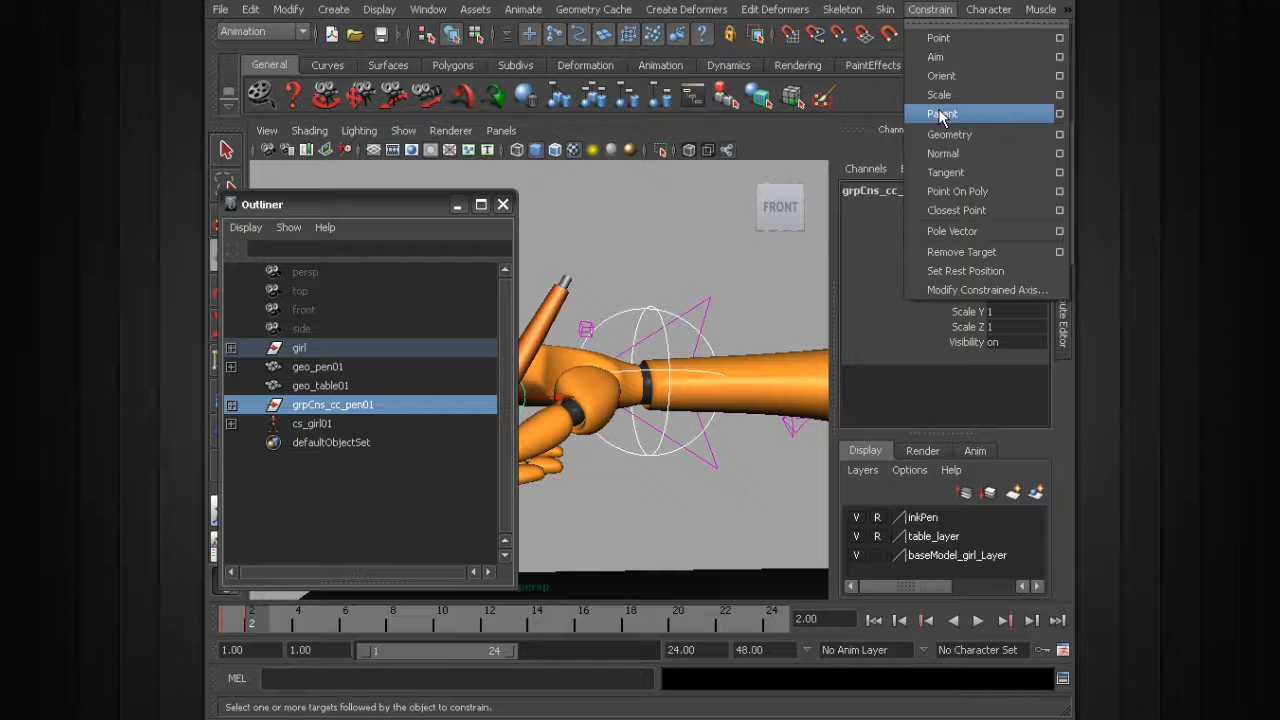 File Edit Modify Create Display Window Assets Animate Geometry Cache Create Deformers Edit Deformers Skeleton Skin Constrain Character Muscle »
Animation
General Curves Surfaces Polygons Subdivs Deformation Animation Dynamics Rendering PaintEffects
View Shading Lighting Show Renderer Panels
Channels
grpCns_cc_
Point
Aim
Orient
Scale
Parent
Geometry
Normal
Tangent
Point On Poly
Closest Point
Pole Vector
Remove Target
Set Rest Position
Modify Constrained Axis...
Scale Y 1
Scale Z 1
Visibility on
FRONT
Outliner
Display Show Help
persp
top
front
side
girl
geo_pen01
geo_table01
grpCns_cc_pen01
cs_girl01
defaultObjectSet
persp
Display Render Anim
Layers Options Help
V R inkPen
V R table_layer
V baseModel_girl_Layer
2 4 6 8 10 12 14 16 18 20 22 24
2
2.00
1.00 1.00 1 24 24.00 48.00 No Anim Layer No Character Set
MEL
Select one or more targets followed by the object to constrain.